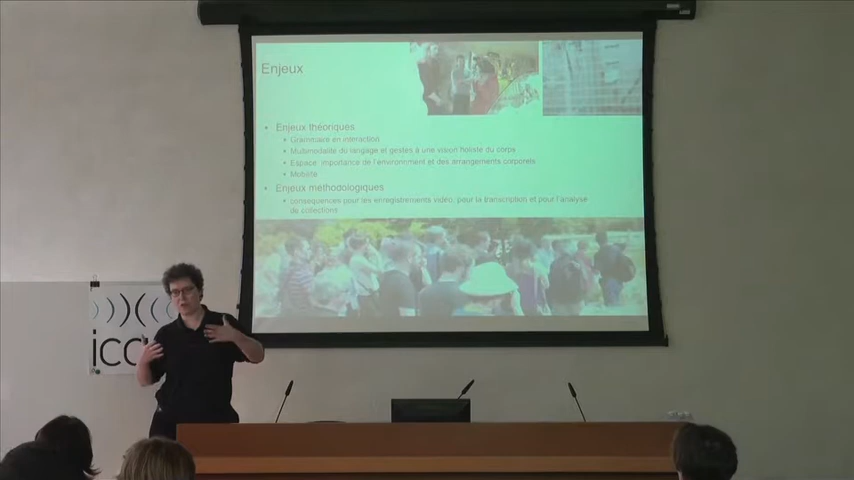 Enjeux
• Enjeux théoriques
• Grammaire en interaction
• Multimodalité du langage et gestes à une vision holiste du corps
• Espace: importance de l'environment et des arrangements corporels
• Mobilité
• Enjeux méthodologiques
• conséquences pour les enregistrements vidéo, pour la transcription et pour l'analyse
de collections